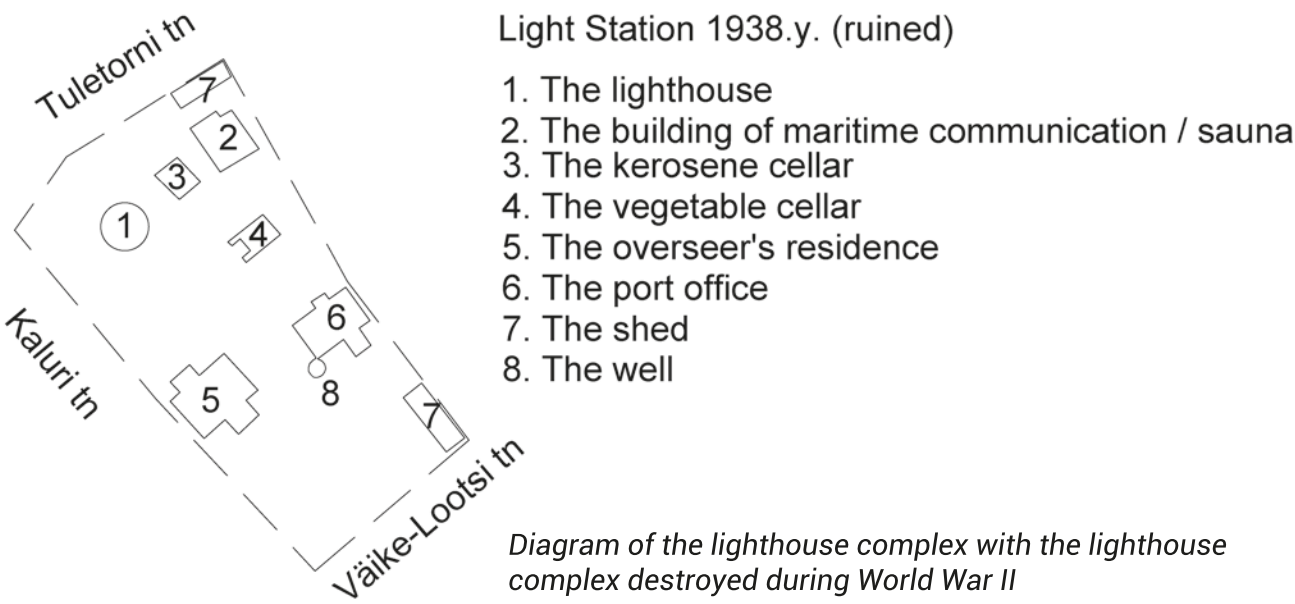 Tuletorni tn
7
2
3
1
4
6
5
8
7
Kaluri tn
Väike-Lootsi tn
Light Station 1938.y. (ruined)
1. The lighthouse
2. The building of maritime communication / sauna
3. The kerosene cellar
4. The vegetable cellar
5. The overseer's residence
6. The port office
7. The shed
8. The well
Diagram of the lighthouse complex with the lighthouse
complex destroyed during World War II